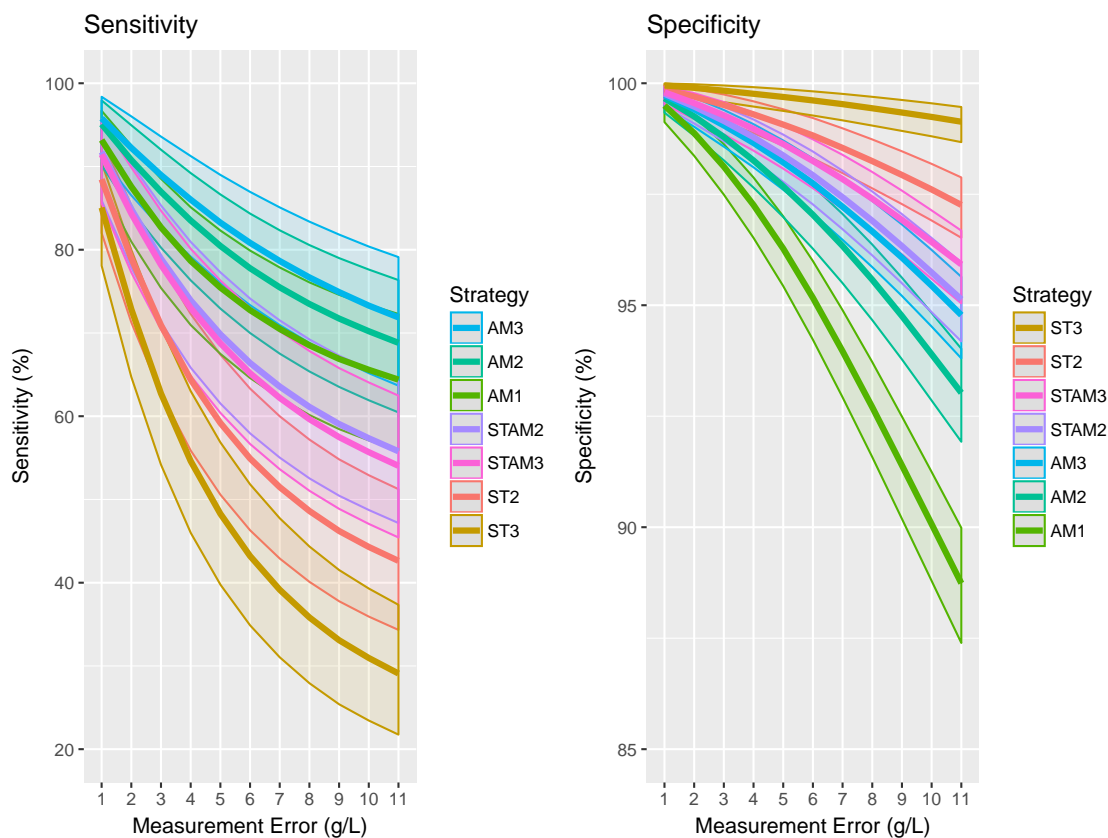 Sensitivity
Sensitivity (%)
100
80
60
40
20
1 2 3 4 5 6 7 8 9 10 11
Measurement Error (g/L)
Strategy
AM3
AM2
AM1
STAM2
STAM3
ST2
ST3
Specificity
Specificity (%)
100
95
90
85
1 2 3 4 5 6 7 8 9 10 11
Measurement Error (g/L)
Strategy
ST3
ST2
STAM3
STAM2
AM3
AM2
AM1